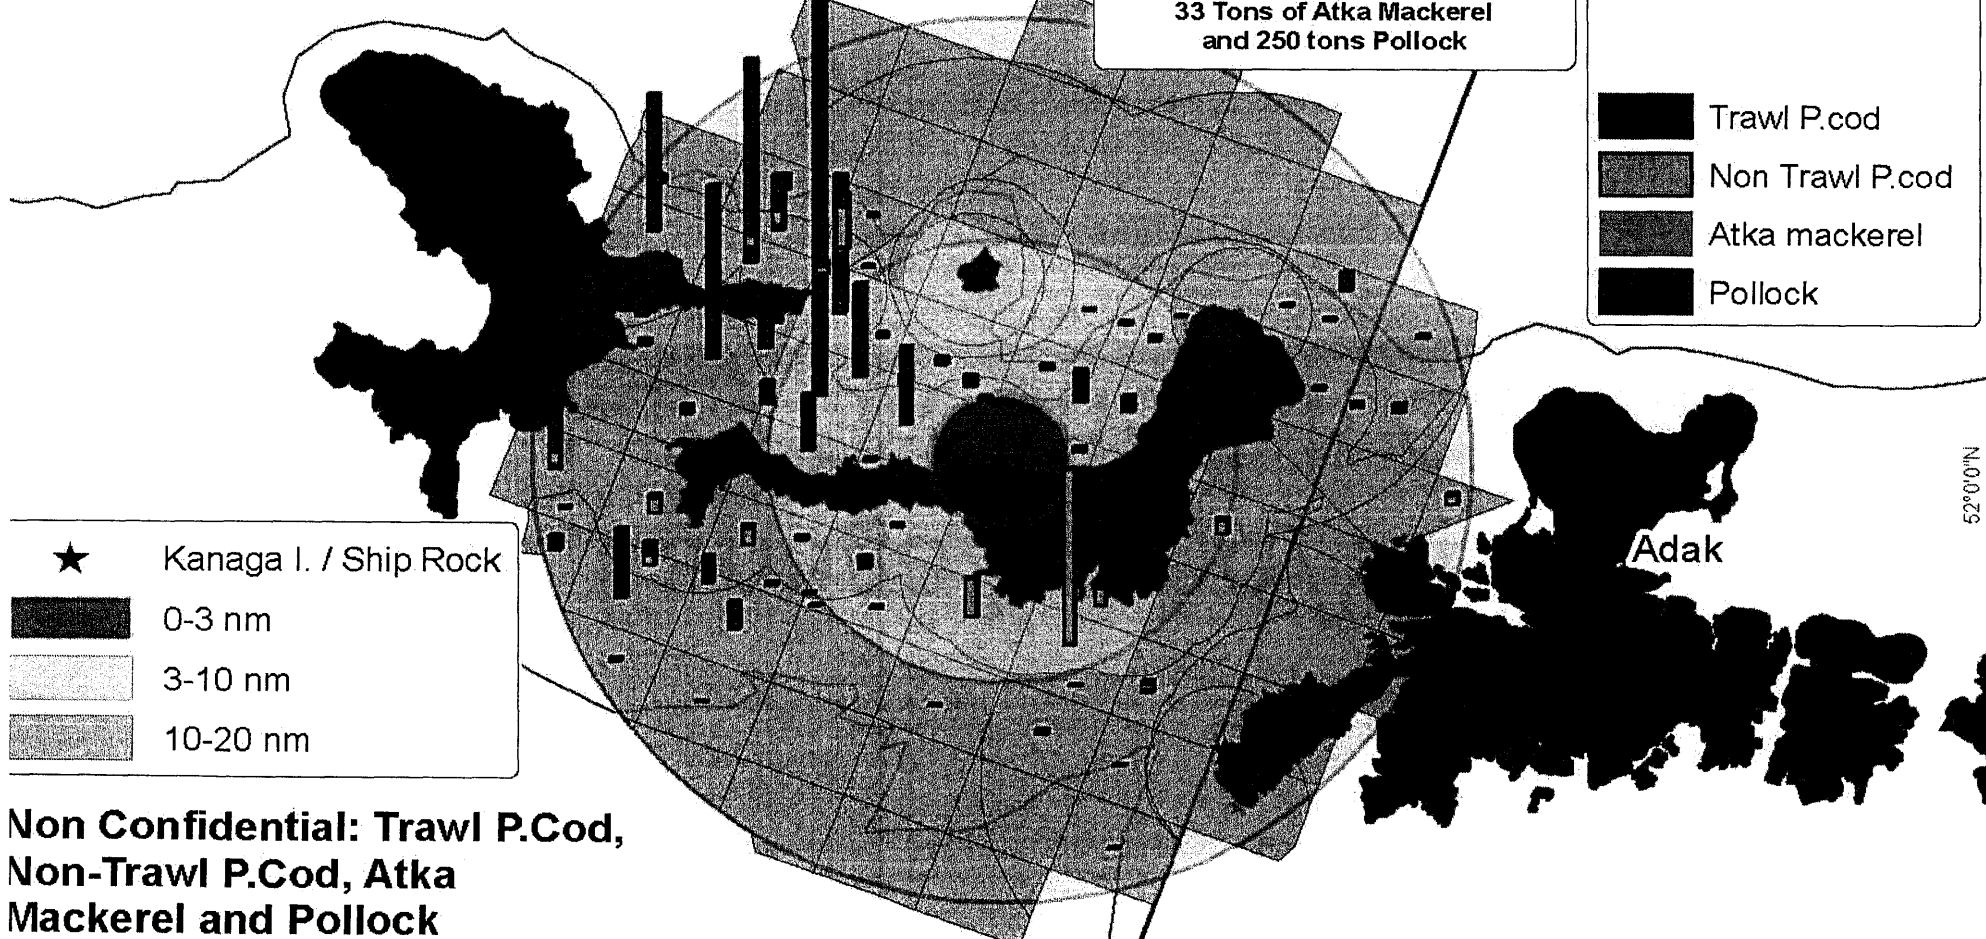 33 Tons of Atka Mackerel
and 250 tons Pollock
Trawl P.cod
Non Trawl P.cod
Atka mackerel
Pollock
52°0'0"N
Adak
Kanaga I. / Ship Rock
0-3 nm
3-10 nm
10-20 nm
Non Confidential: Trawl P.Cod,
Non-Trawl P.Cod, Atka
Mackerel and Pollock